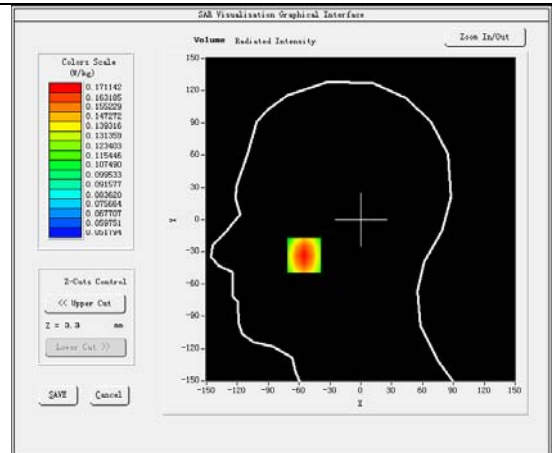 SAR Visualisation Graphical Interface
Volume Radiated Intensity
Zoom In/Out
Colors Scale
(W/kg)
0.171142
0.163185
0.155229
0.147272
0.139316
0.131359
0.123403
0.115446
0.107490
0.099533
0.091577
0.083620
0.075664
0.067707
0.059751
0.051794
Z-Cuts Control
<< Upper Cut
Z = 3.3 mm
Lower Cut >>
SAVE Cancel
150
120
90
60
30
0
-30
-60
-90
-120
-150
Y
-150 -120 -90 -60 -30 0 30 60 90 120 150
X